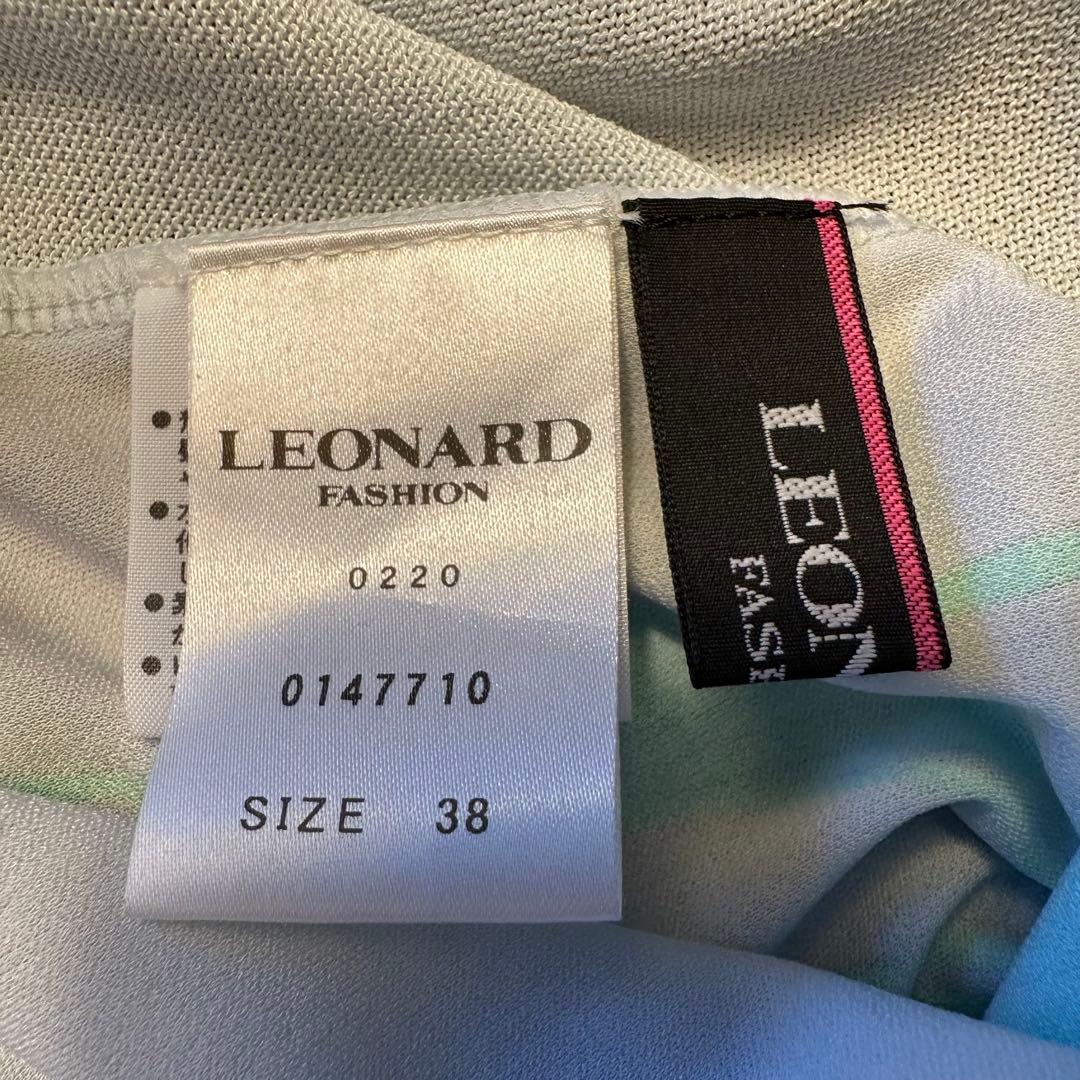 LEONARD
FASHION
0220
0147710
SIZE 38
LEON
FASH